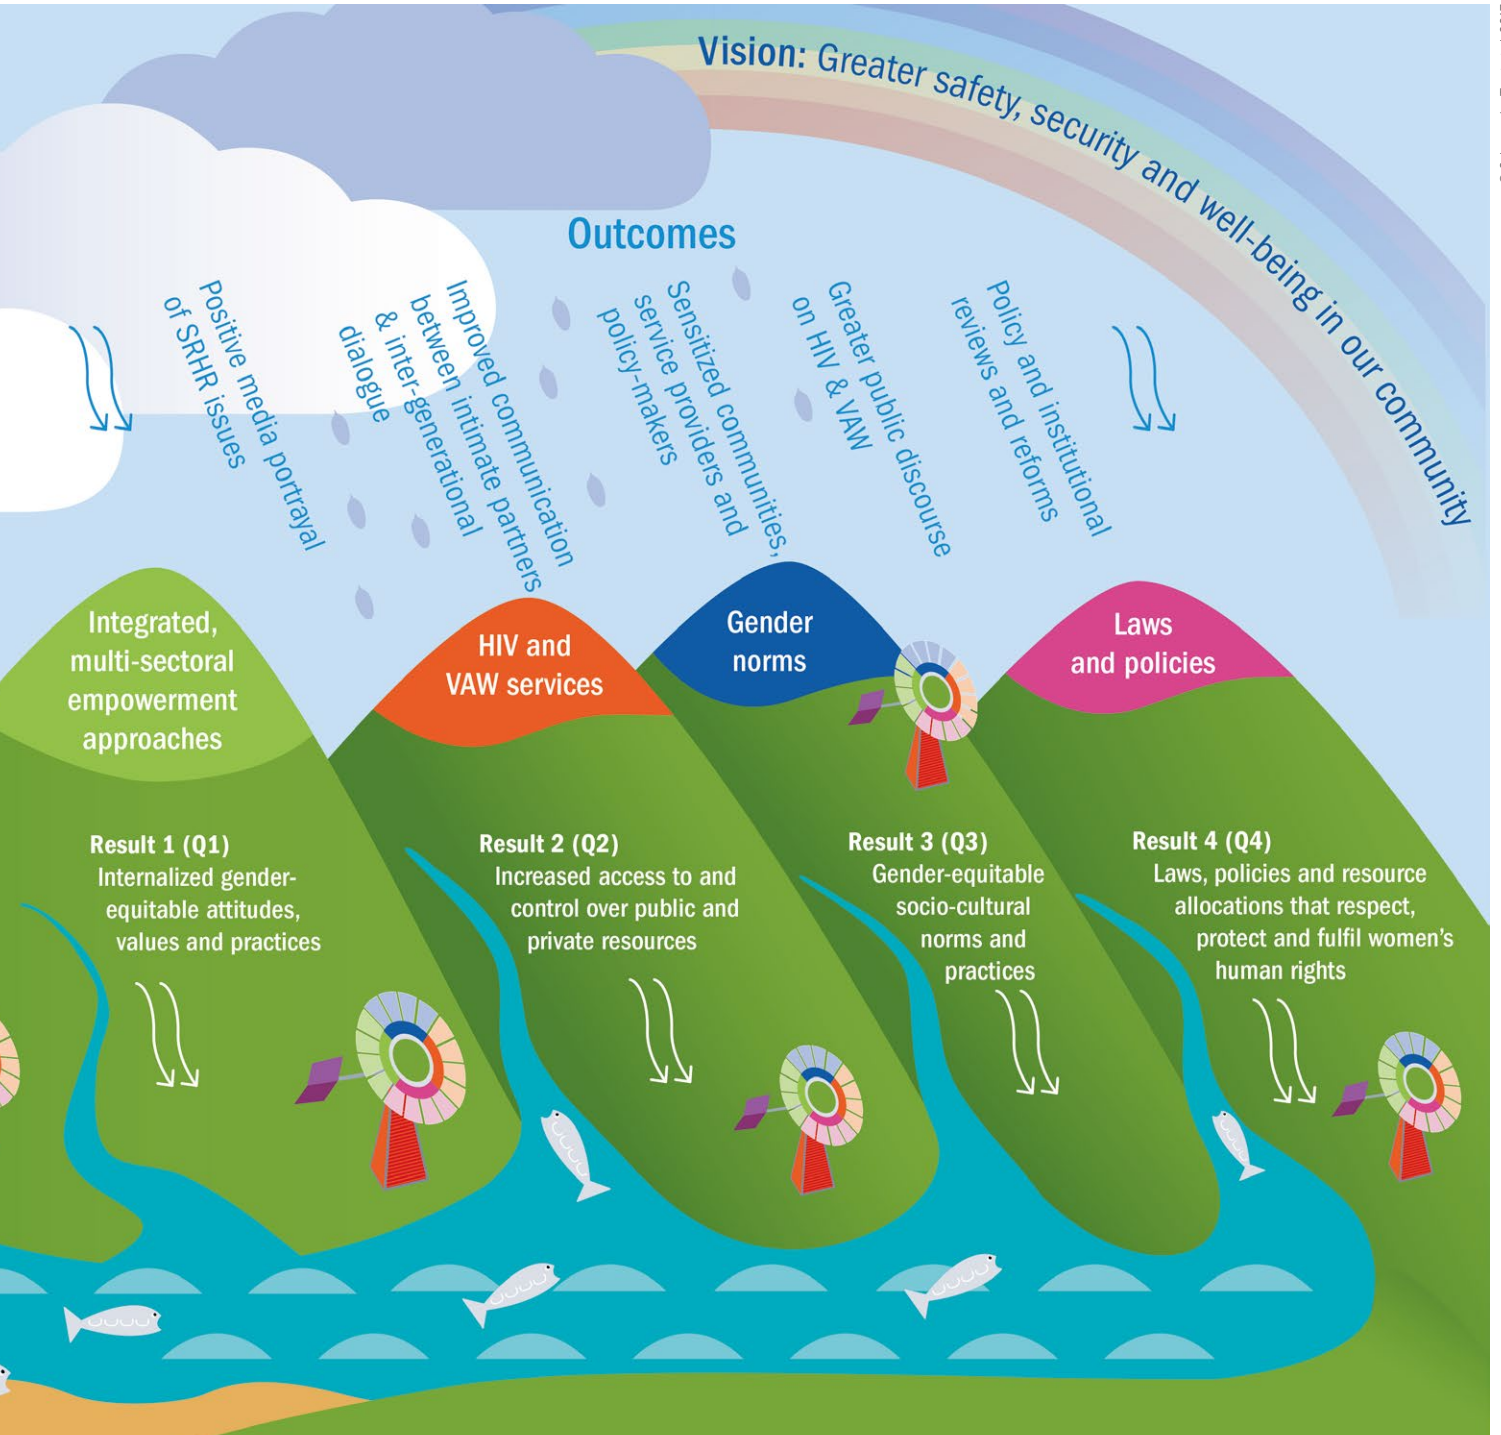 Vision: Greater safety, security and well-being in our community
Outcomes
Positive media portrayal
of SRHR issues
Improved communication
between intimate partners
& inter-generational
dialogue
Sensitized communities,
service providers and
policy-makers
Greater public discourse
on HIV & VAW
Policy and institutional
reviews and reforms
Integrated,
multi-sectoral
empowerment
approaches
HIV and
VAW services
Gender
norms
Laws
and policies
Result 1 (Q1)
Internalized gender-
equitable attitudes,
values and practices
Result 2 (Q2)
Increased access to and
control over public and
private resources
Result 3 (Q3)
Gender-equitable
socio-cultural
norms and
practices
Result 4 (Q4)
Laws, policies and resource
allocations that respect,
protect and fulfil women's
human rights